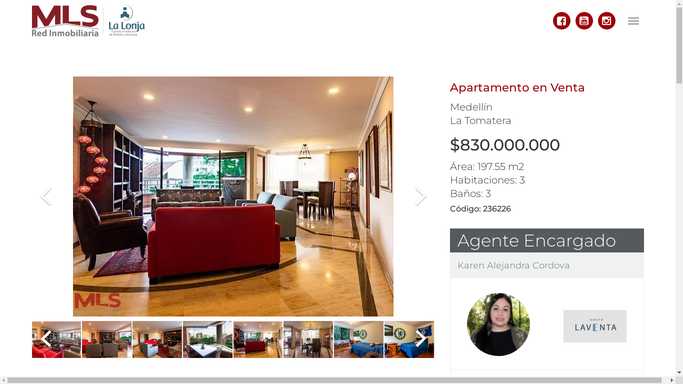 MLS
Red Inmobiliaria
La Lonja
Apartamento en Venta
Medellín
La Tomatera
$830.000.000
Área: 197.55 m2
Habitaciones: 3
Baños: 3
Código: 236226
Agente Encargado
Karen Alejandra Cordova
MLS
LAVENTA